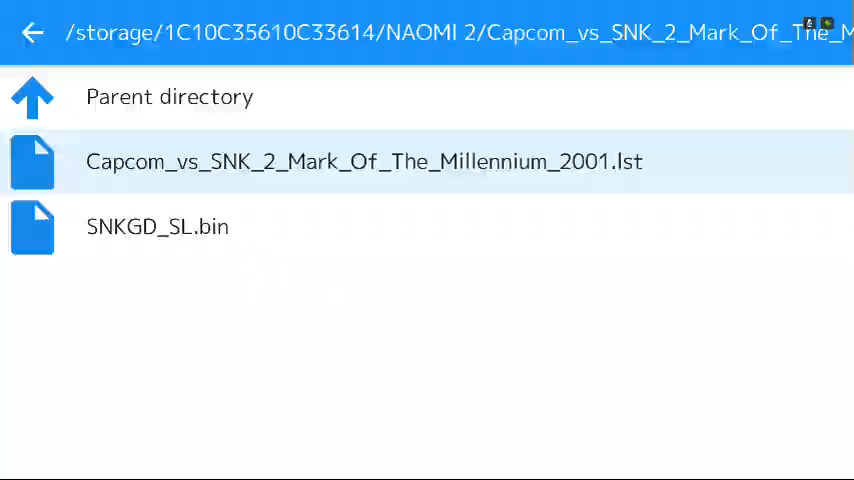 /storage/1C10C35610C33614/NAOMI 2/Capcom_vs_SNK_2_Mark_Of_The_M
Parent directory
Capcom_vs_SNK_2_Mark_Of_The_Millennium_2001.lst
SNKGD_SL.bin